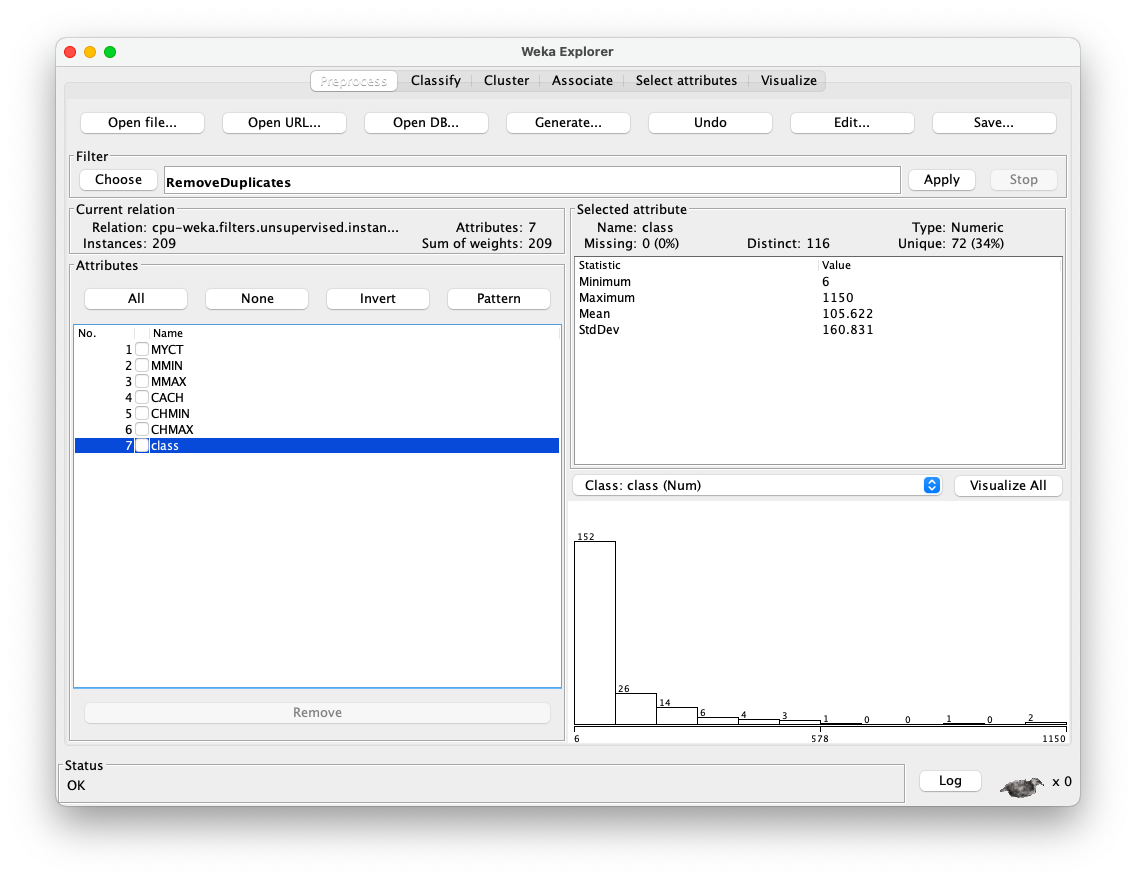 Weka Explorer
Preprocess Classify Cluster Associate Select attributes Visualize
Open file... Open URL... Open DB... Generate... Undo Edit... Save...
Filter
Choose RemoveDuplicates Apply Stop
Current relation
Relation: cpu-weka.filters.unsupervised.instan... Attributes: 7
Instances: 209 Sum of weights: 209
Attributes
All None Invert Pattern
No. Name
1 MYCT
2 MMIN
3 MMAX
4 CACH
5 CHMIN
6 CHMAX
7 class
Remove
Selected attribute
Name: class Type: Numeric
Missing: 0 (0%) Distinct: 116 Unique: 72 (34%)
Statistic Value
Minimum 6
Maximum 1150
Mean 105.622
StdDev 160.831
Class: class (Num) Visualize All
152
26
14
6
4
3
1
0
0
1
0
2
6 578 1150
Status
OK
Log x 0